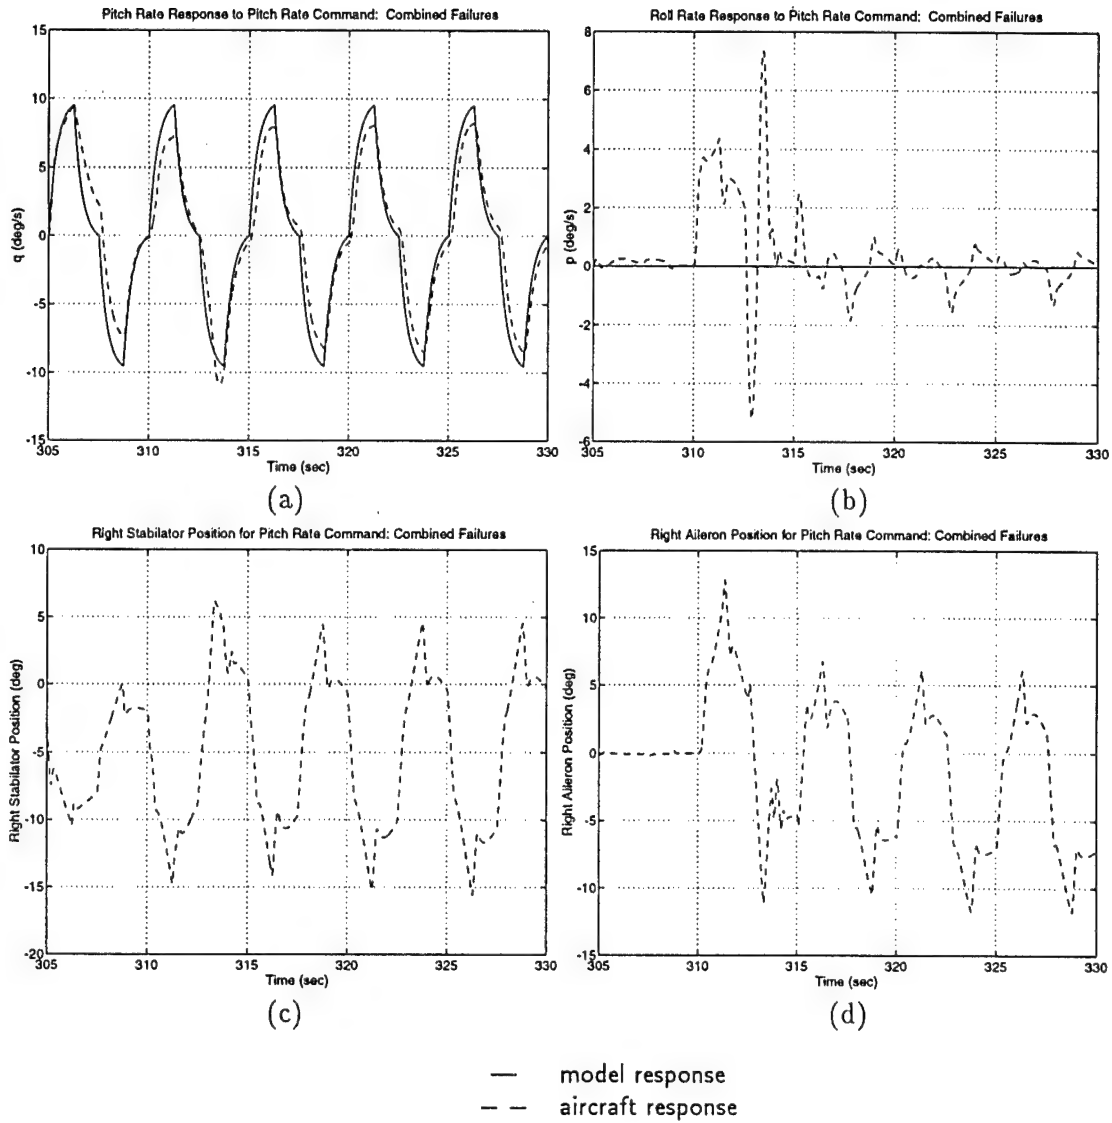 Pitch Rate Response to Pitch Rate Command: Combined Failures
15
10
5
0
-5
-10
-15
q (deg/s)
305 310 315 320 325 330
Time (sec)
(a)
Roll Rate Response to Pitch Rate Command: Combined Failures
8
6
4
2
0
-2
-4
-6
p (deg/s)
305 310 315 320 325 330
Time (sec)
(b)
Right Stabilator Position for Pitch Rate Command: Combined Failures
10
5
0
-5
-10
-15
-20
Right Stabilator Position (deg)
305 310 315 320 325 330
Time (sec)
(c)
Right Aileron Position for Pitch Rate Command: Combined Failures
15
10
5
0
-5
-10
-15
Right Aileron Position (deg)
305 310 315 320 325 330
Time (sec)
(d)
model response
aircraft response